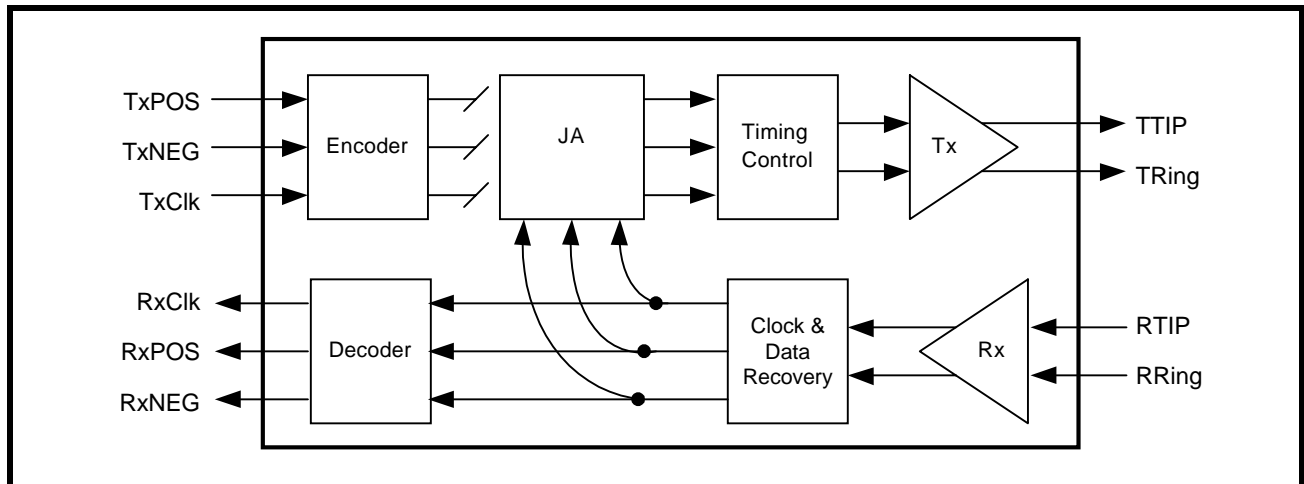 TxPOS
TxNEG
TxClk
Encoder
JA
Timing
Control
Tx
TTIP
TRing
RxClk
RxPOS
RxNEG
Decoder
Clock &
Data
Recovery
Rx
RTIP
RRing